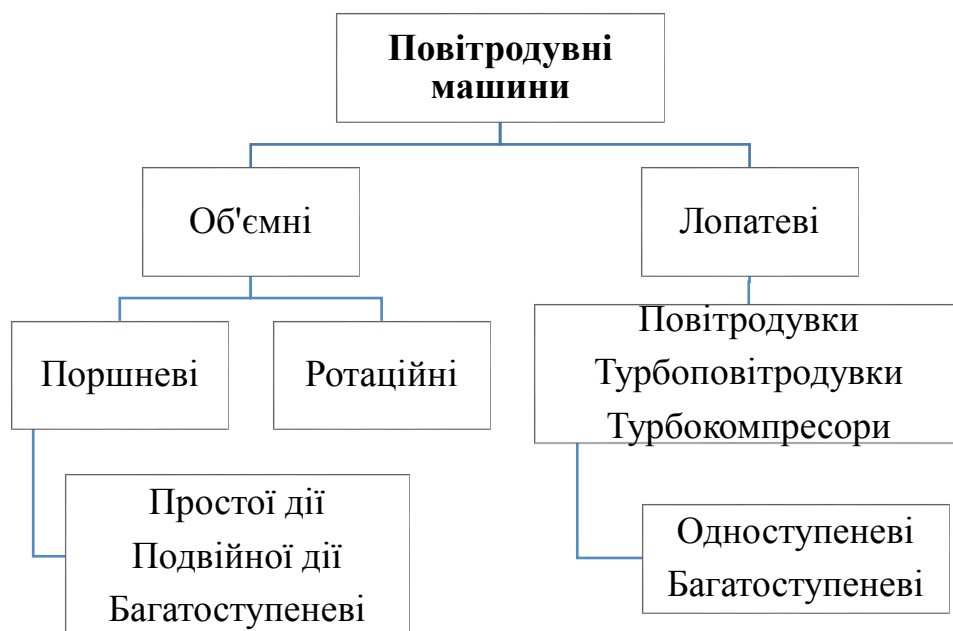 Повітродувні
машини
Об'ємні
Лопатеві
Поршневі
Ротаційні
Повітродувки
Турбоповітродувки
Турбокомпресори
Простої дії
Подвійної дії
Багатоступеневі
Одноступеневі
Багатоступеневі